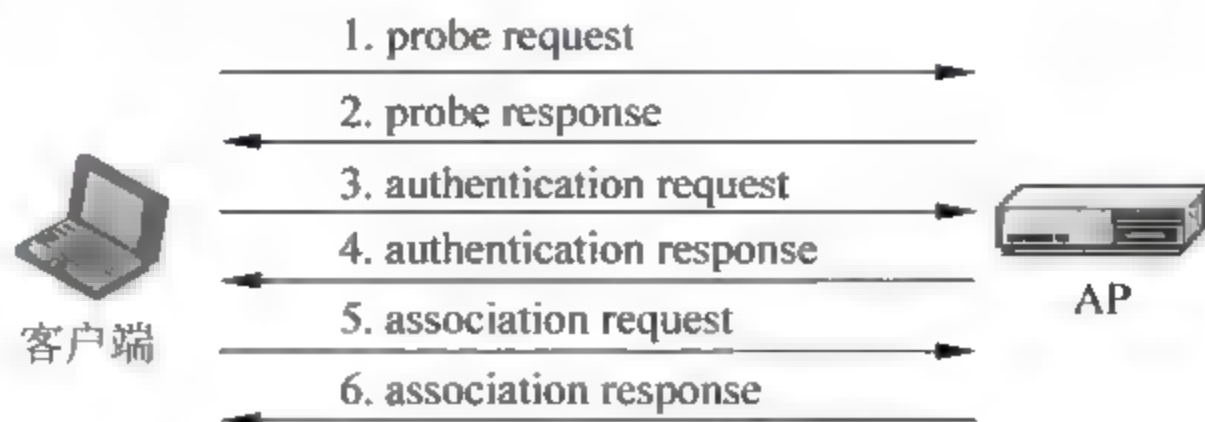 1. probe request
2. probe response
3. authentication request
4. authentication response
5. association request
6. association response
客户端
AP